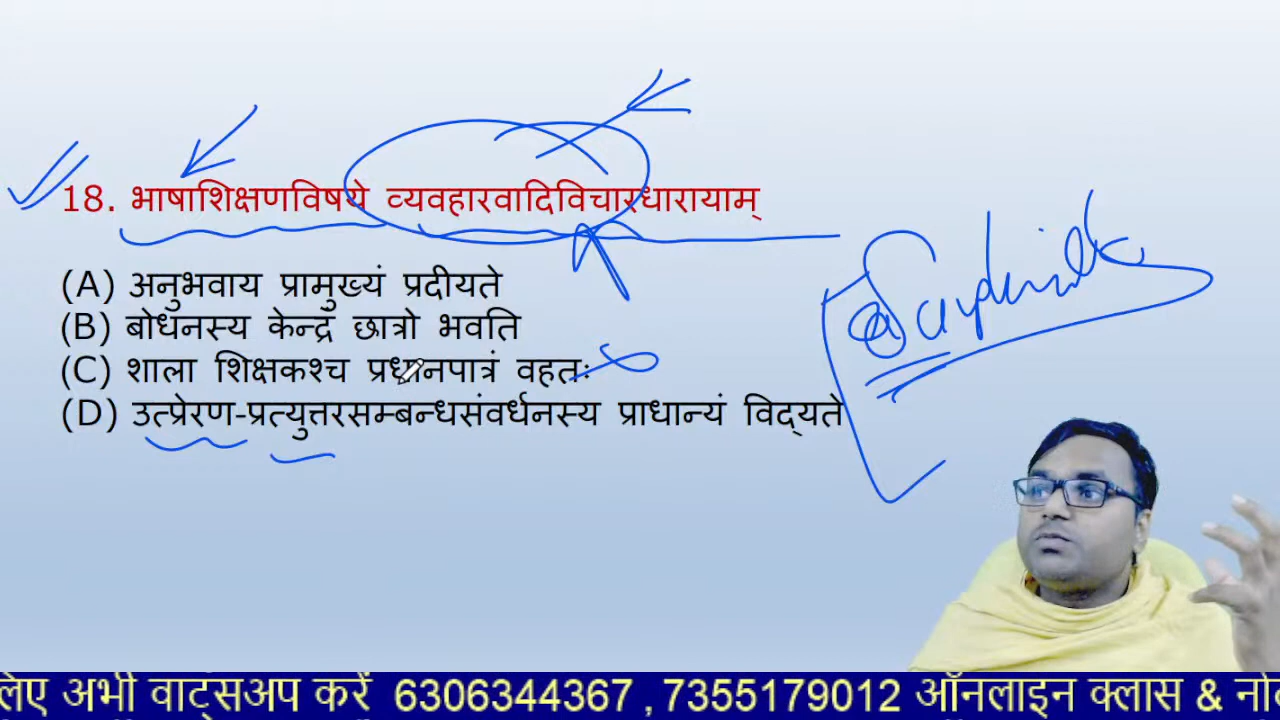 18. भाषाशिक्षणविषये व्यवहारवादिविचारधारायाम्
(A) अनुभवाय प्रामुख्यं प्रदीयते
(B) बोधनस्य केन्द्रं छात्रो भवति
(C) शाला शिक्षकश्च प्रधानपात्रं वहतः
(D) उत्प्रेरण-प्रत्युत्तरसम्बन्धसंवर्धनस्य प्राधान्यं विद्यते
लिए अभी वाट्सअप करें 6306344367 , 7355179012 ऑनलाइन क्लास &